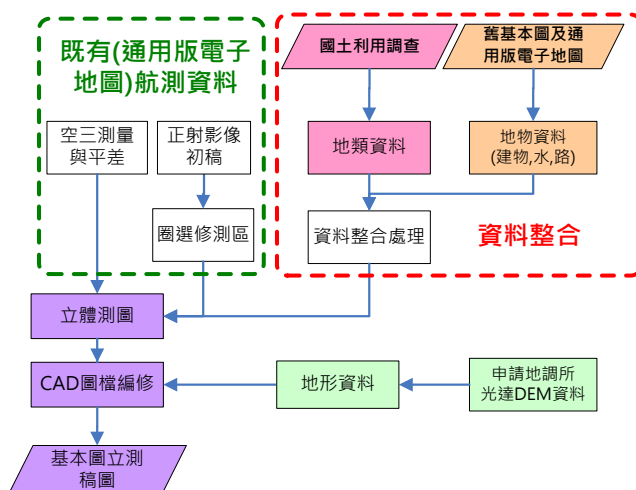 既有(通用版電子
地圖)航測資料
空三測量
與平差
正射影像
初稿
圈選修測區
國土利用調查
舊基本圖及通
用版電子地圖
地類資料
地物資料
(建物,水,路)
資料整合處理
資料整合
立體測圖
CAD圖檔編修
地形資料
申請地調所
光達DEM資料
基本圖立測
稿圖